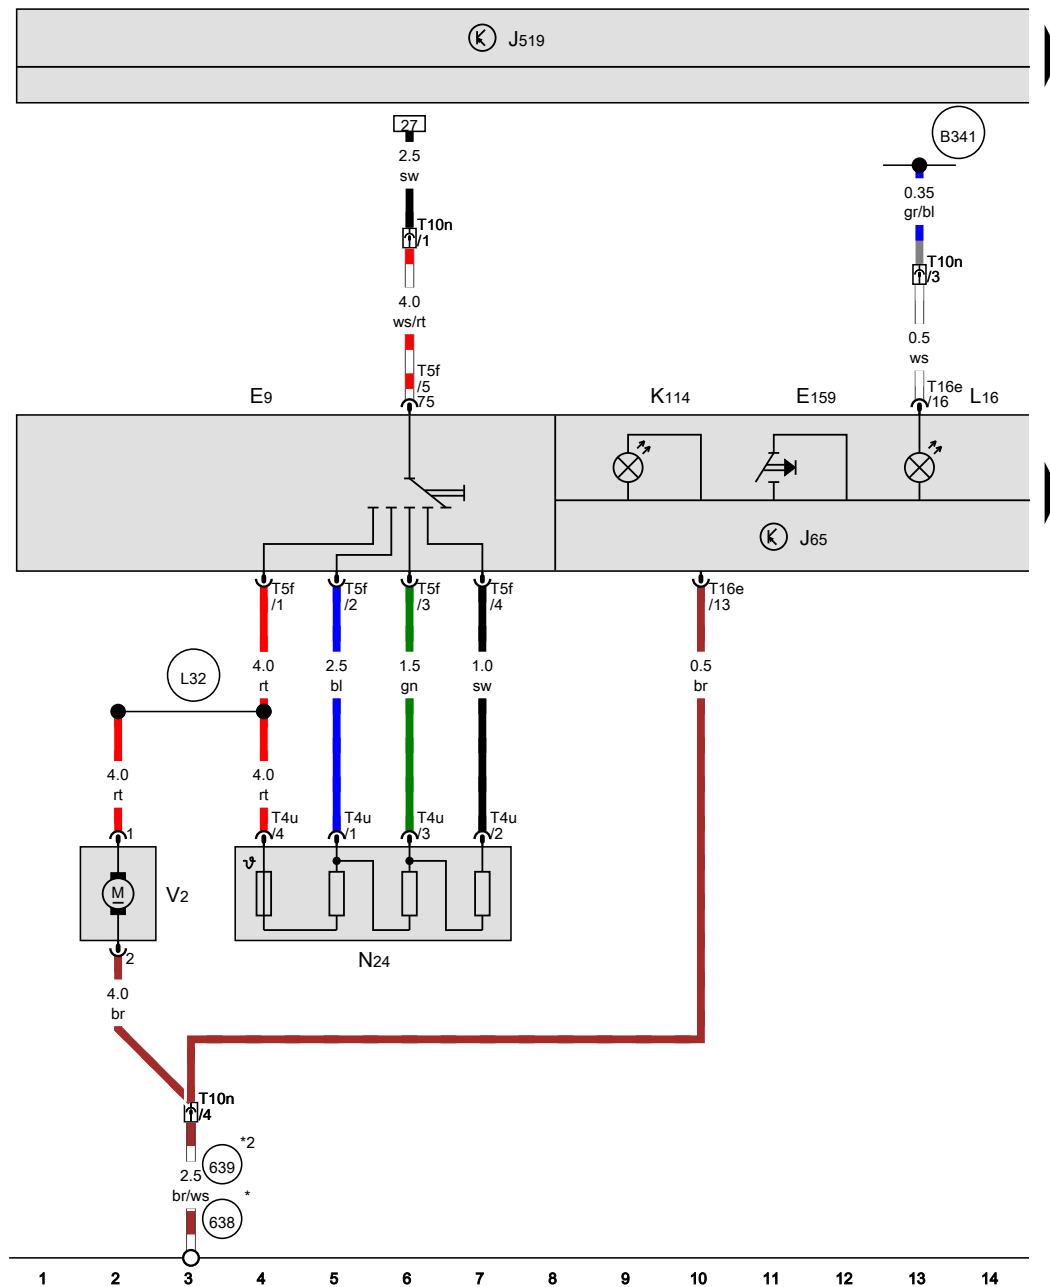 J519
27
B341
2.5
sw
0.35
gr/bl
T10n
/1
T10n
/3
4.0
ws/rt
0.5
ws
T5f
/5
75
T16e
/16
E9
K114
E159
L16
J65
T5f
/1
T5f
/2
T5f
/3
T5f
/4
T16e
/13
L32
4.0
rt
2.5
bl
1.5
gn
1.0
sw
0.5
br
4.0
rt
4.0
rt
1
T4u
/4
T4u
/1
T4u
/3
T4u
/2
ϑ
M
V2
N24
2
4.0
br
T10n
/4
*2
639
2.5
br/ws
*
638
1 2 3 4 5 6 7 8 9 10 11 12 13 14